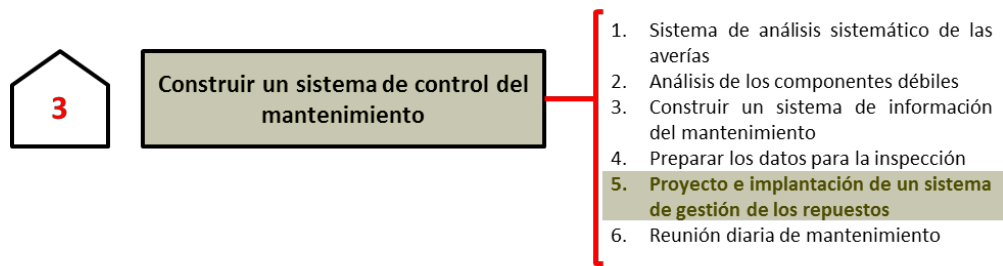 3
Construir un sistema de control del
mantenimiento
1. Sistema de análisis sistemático de las
averías
2. Análisis de los componentes débiles
3. Construir un sistema de información
del mantenimiento
4. Preparar los datos para la inspección
5. Proyecto e implantación de un sistema
de gestión de los repuestos
6. Reunión diaria de mantenimiento